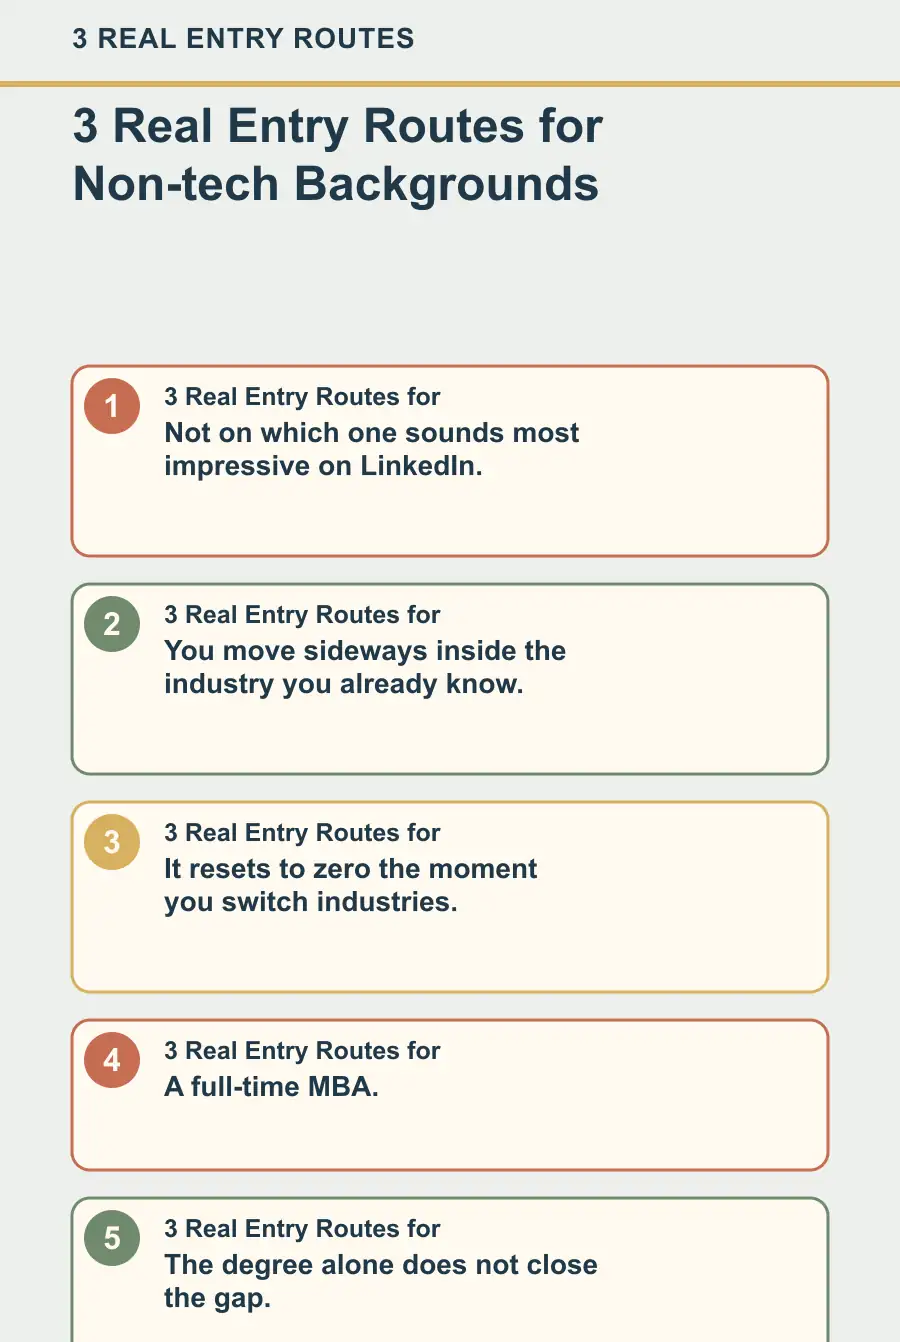 3 REAL ENTRY ROUTES
3 Real Entry Routes for
Non-tech Backgrounds
1
3 Real Entry Routes for
Not on which one sounds most
impressive on LinkedIn.
2
3 Real Entry Routes for
You move sideways inside the
industry you already know.
3
3 Real Entry Routes for
It resets to zero the moment
you switch industries.
4
3 Real Entry Routes for
A full-time MBA.
5
3 Real Entry Routes for
The degree alone does not close
the gap.